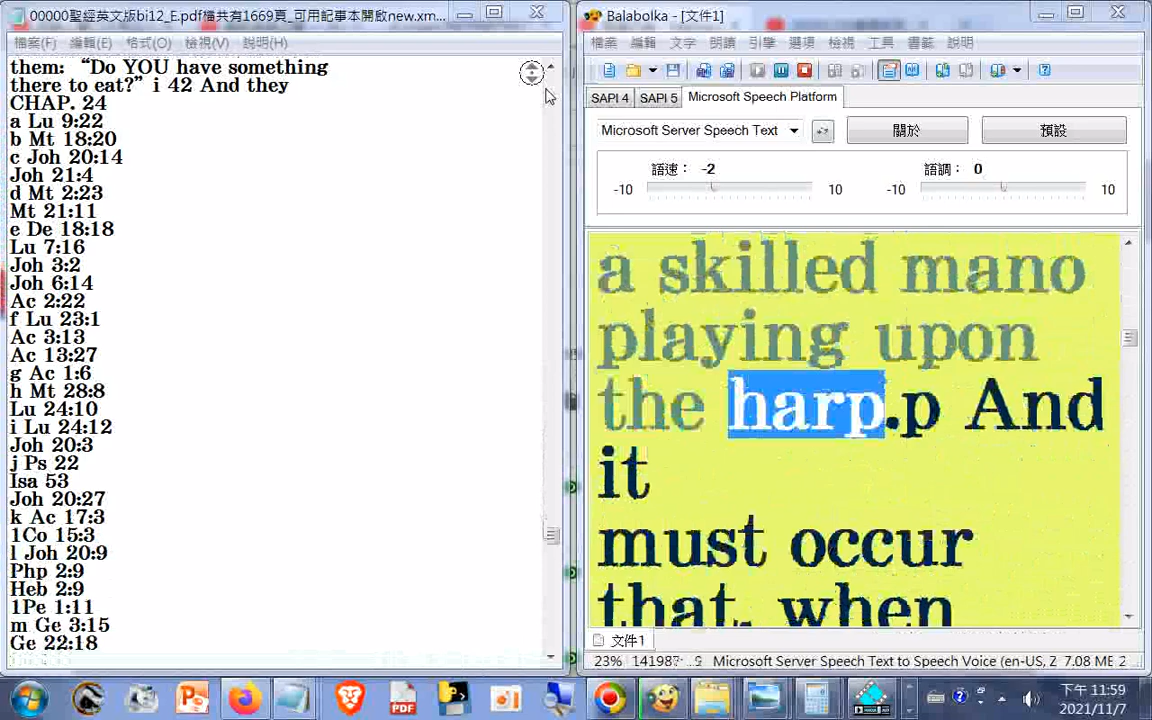 00000聖經英文版bi12_E.pdf檔共有1669頁_可用記事本開啟new.xm...
檔案(F) 編輯(E) 格式(O) 檢視(V) 說明(H)
them: “Do YOU have something
there to eat?” i 42 And they
CHAP. 24
a Lu 9:22
b Mt 18:20
c Joh 20:14
Joh 21:4
d Mt 2:23
Mt 21:11
e De 18:18
Lu 7:16
Joh 3:2
Joh 6:14
Ac 2:22
f Lu 23:1
Ac 3:13
Ac 13:27
g Ac 1:6
h Mt 28:8
Lu 24:10
i Lu 24:12
Joh 20:3
j Ps 22
Isa 53
Joh 20:27
k Ac 17:3
1Co 15:3
l Joh 20:9
Php 2:9
Heb 2:9
1Pe 1:11
m Ge 3:15
Ge 22:18
Balabolka - [文件1]
檔案 編輯 文字 朗讀 引擎 選項 檢視 工具 書籤 說明
SAPI 4 SAPI 5 Microsoft Speech Platform
Microsoft Server Speech Text 關於 預設
語速： -2 語調： 0
-10 10 -10 10
a skilled mano
playing upon
the harp.p And
it
must occur
that, when
文件1
23% Microsoft Server Speech Text to Speech Voice (en-US, Z 7.08 ME 2
PDF
下午 11:59
2021/11/7